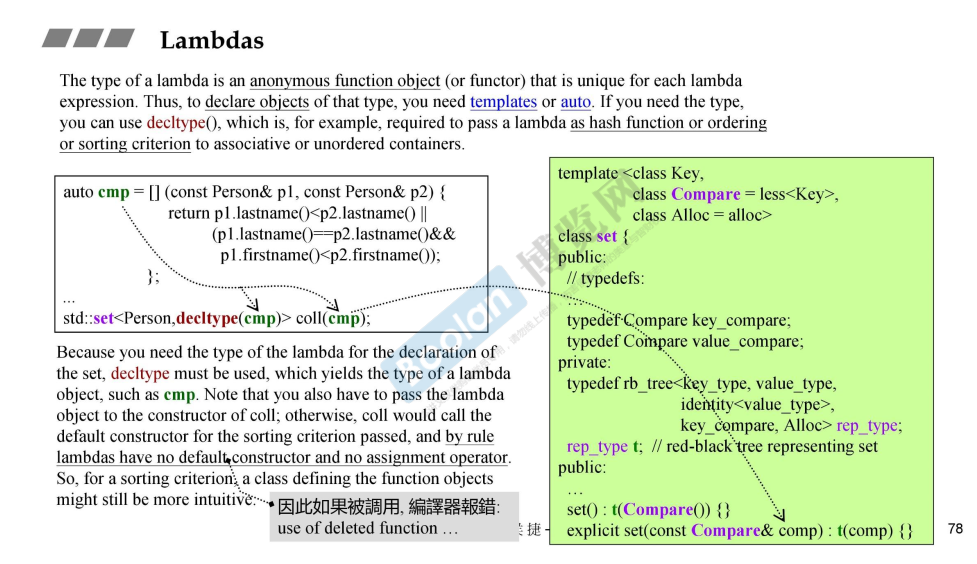 Lambdas
The type of a lambda is an anonymous function object (or functor) that is unique for each lambda
expression. Thus, to declare objects of that type, you need templates or auto. If you need the type,
you can use decltype(), which is, for example, required to pass a lambda as hash function or ordering
or sorting criterion to associative or unordered containers.
auto cmp = [] (const Person& p1, const Person& p2) {
return p1.lastname()<p2.lastname() ||
(p1.lastname()==p2.lastname()&&
p1.firstname()<p2.firstname());
};
...
std::set<Person,decltype(cmp)> coll(cmp);
Because you need the type of the lambda for the declaration of
the set, decltype must be used, which yields the type of a lambda
object, such as cmp. Note that you also have to pass the lambda
object to the constructor of coll; otherwise, coll would call the
default constructor for the sorting criterion passed, and by rule
lambdas have no default constructor and no assignment operator.
So, for a sorting criterion, a class defining the function objects
might still be more intuitive.
因此如果被調用, 編譯器報錯:
use of deleted function …
template <class Key,
class Compare = less<Key>,
class Alloc = alloc>
class set {
public:
// typedefs:
...
typedef Compare key_compare;
typedef Compare value_compare;
private:
typedef rb_tree<key_type, value_type,
identity<value_type>,
key_compare, Alloc> rep_type;
rep_type t; // red-black tree representing set
public:
...
set() : t(Compare()) {}
explicit set(const Compare& comp) : t(comp) {}
捷
78
Boolan
博览网